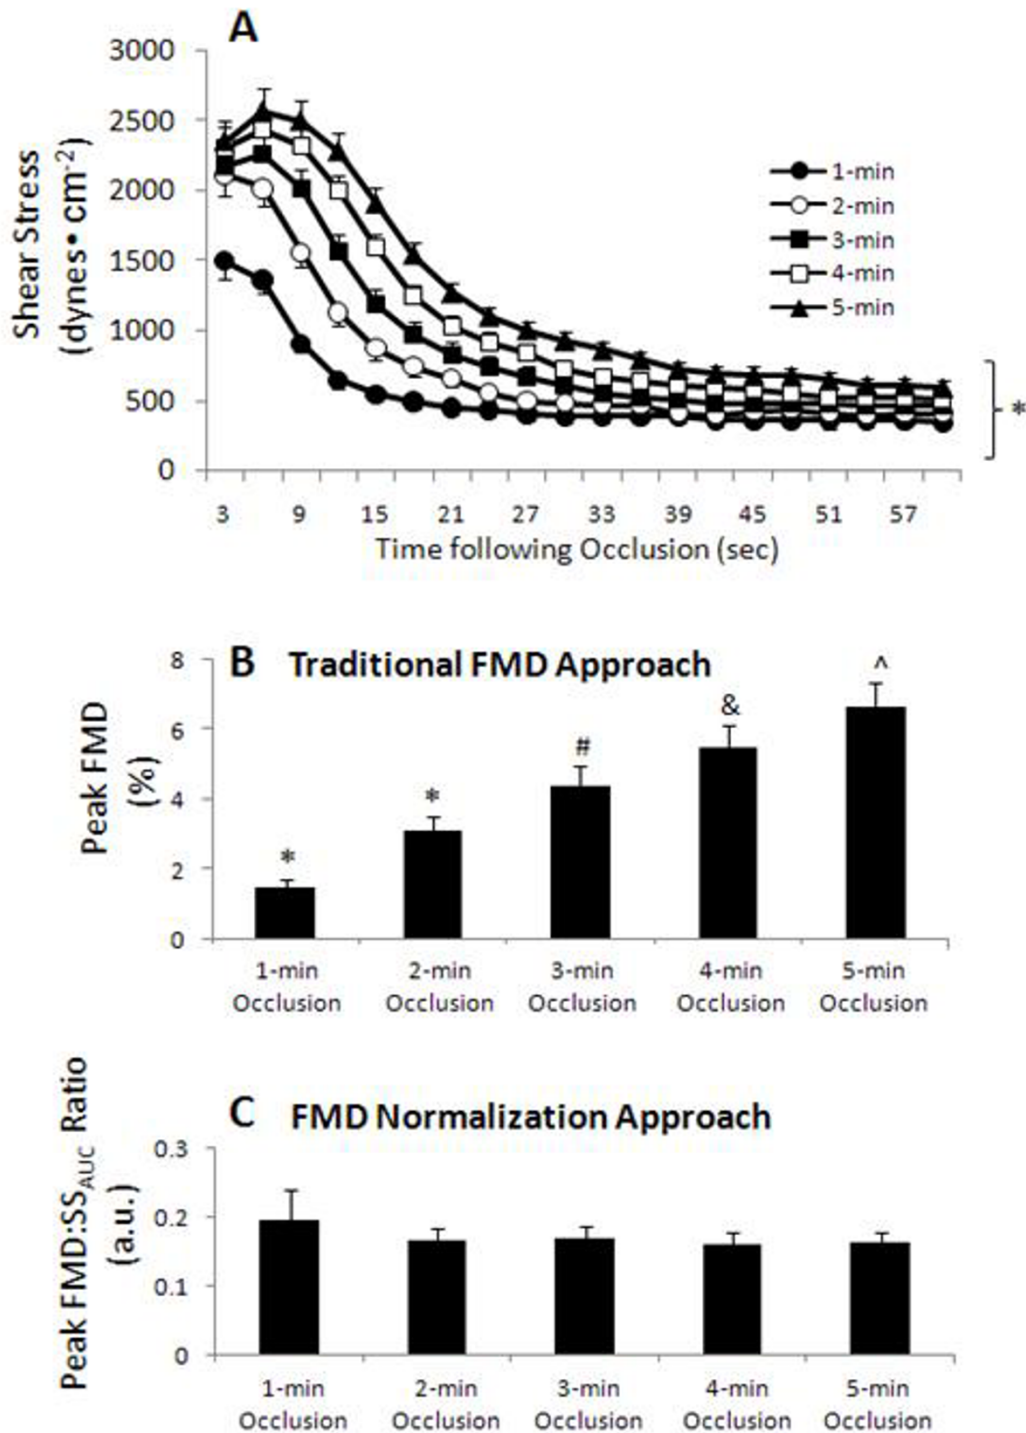 A
3000
2500
2000
1500
1000
500
0
Shear Stress
(dynes• cm-2)
1-min
2-min
3-min
4-min
5-min
*
3 9 15 21 27 33 39 45 51 57
Time following Occlusion (sec)
B Traditional FMD Approach
8
6
4
2
0
Peak FMD
(%)
* * # & ^
1-min 2-min 3-min 4-min 5-min
Occlusion Occlusion Occlusion Occlusion Occlusion
C FMD Normalization Approach
0.3
0.2
0.1
0
Peak FMD:SSAUC Ratio
(a.u.)
1-min 2-min 3-min 4-min 5-min
Occlusion Occlusion Occlusion Occlusion Occlusion